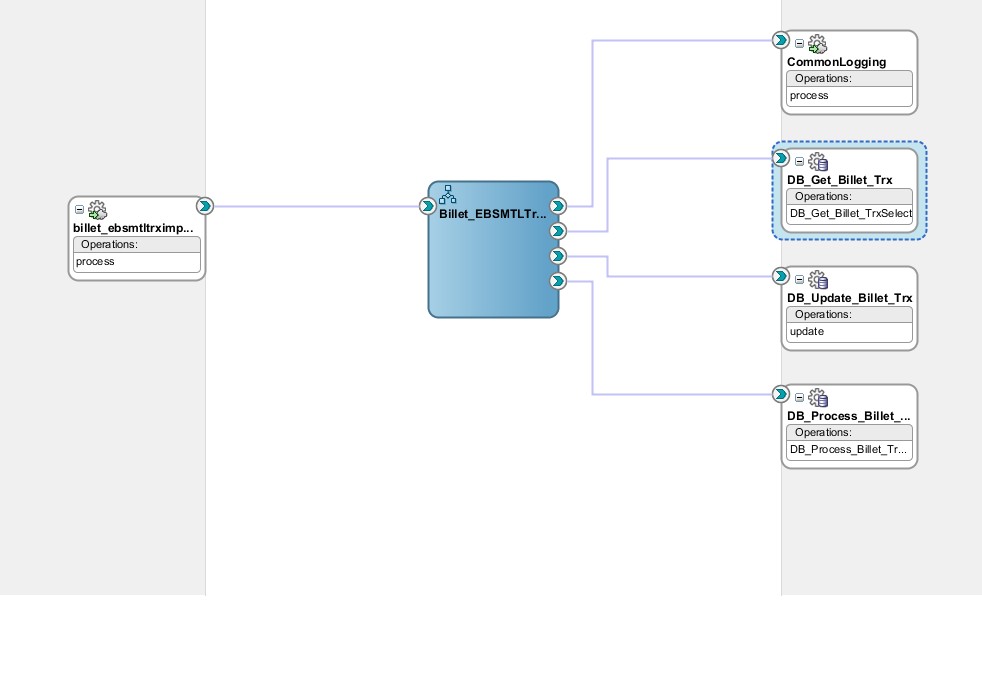 billet_ebsmtltrximp...
Operations:
process
Billet_EBSMTLTr...
CommonLogging
Operations:
process
DB_Get_Billet_Trx
Operations:
DB_Get_Billet_TrxSelect
DB_Update_Billet_Trx
Operations:
update
DB_Process_Billet_...
Operations:
DB_Process_Billet_Tr...